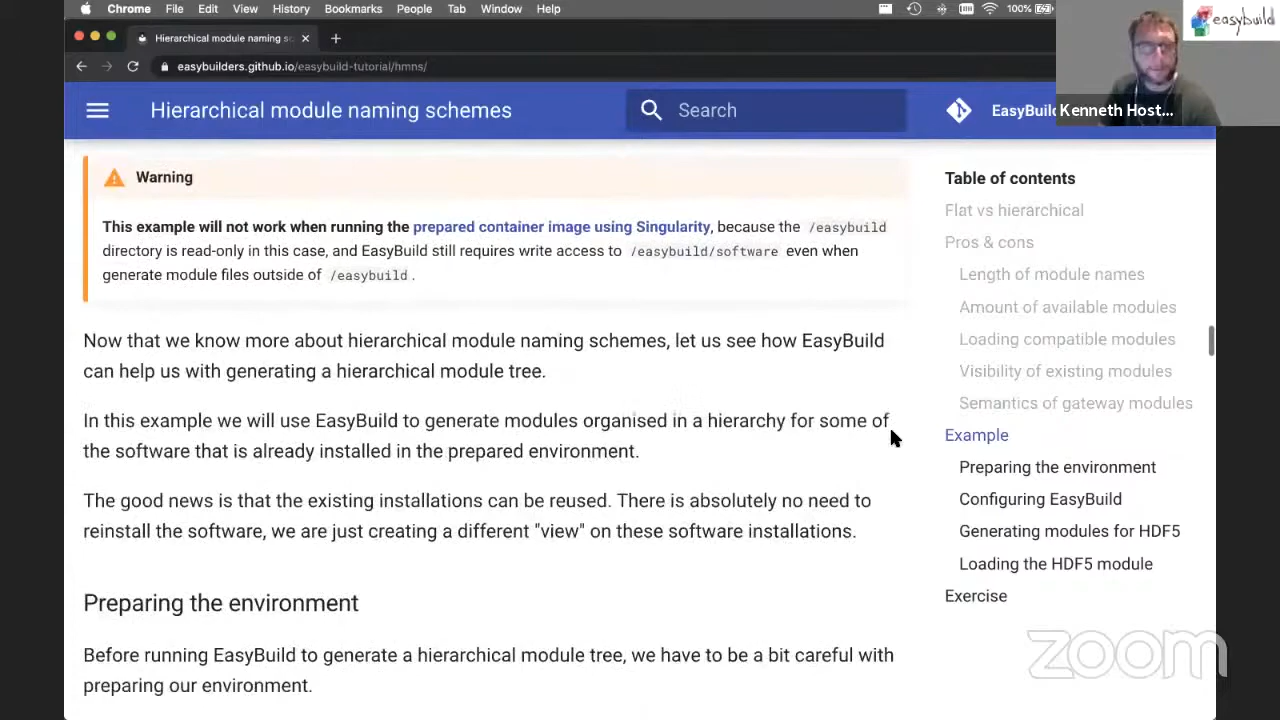 Chrome File Edit View History Bookmarks People Tab Window Help
100%
easybuild
Hierarchical module naming sc
easybuilders.github.io/easybuild-tutorial/hmns/
Hierarchical module naming schemes
Search
EasyBuild
Kenneth Host...
Warning
This example will not work when running the prepared container image using Singularity, because the /easybuild
directory is read-only in this case, and EasyBuild still requires write access to /easybuild/software even when
generate module files outside of /easybuild.
Now that we know more about hierarchical module naming schemes, let us see how EasyBuild
can help us with generating a hierarchical module tree.
In this example we will use EasyBuild to generate modules organised in a hierarchy for some of
the software that is already installed in the prepared environment.
The good news is that the existing installations can be reused. There is absolutely no need to
reinstall the software, we are just creating a different "view" on these software installations.
Preparing the environment
Before running EasyBuild to generate a hierarchical module tree, we have to be a bit careful with
preparing our environment.
Table of contents
Flat vs hierarchical
Pros & cons
Length of module names
Amount of available modules
Loading compatible modules
Visibility of existing modules
Semantics of gateway modules
Example
Preparing the environment
Configuring EasyBuild
Generating modules for HDF5
Loading the HDF5 module
Exercise
zoom